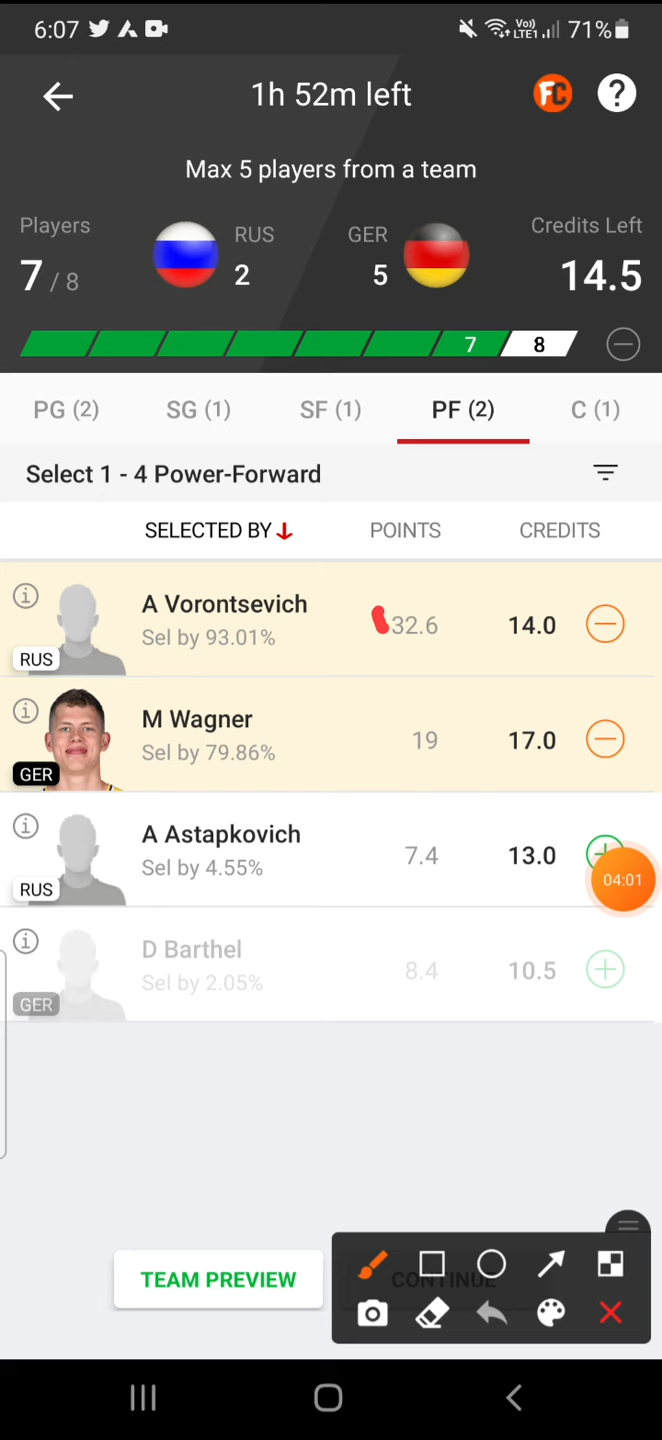 6:07 Vo)) LTE1 71%
1h 52m left FC ?
Max 5 players from a team
Players RUS GER Credits Left
7 / 8 2 5 14.5
7 8
PG (2) SG (1) SF (1) PF (2) C (1)
Select 1 - 4 Power-Forward
SELECTED BY POINTS CREDITS
A Vorontsevich
Sel by 93.01% 32.6 14.0
RUS
M Wagner
Sel by 79.86% 19 17.0
GER
A Astapkovich
Sel by 4.55% 7.4 13.0
04:01
RUS
D Barthel
Sel by 2.05% 8.4 10.5
GER
TEAM PREVIEW CONTINUE